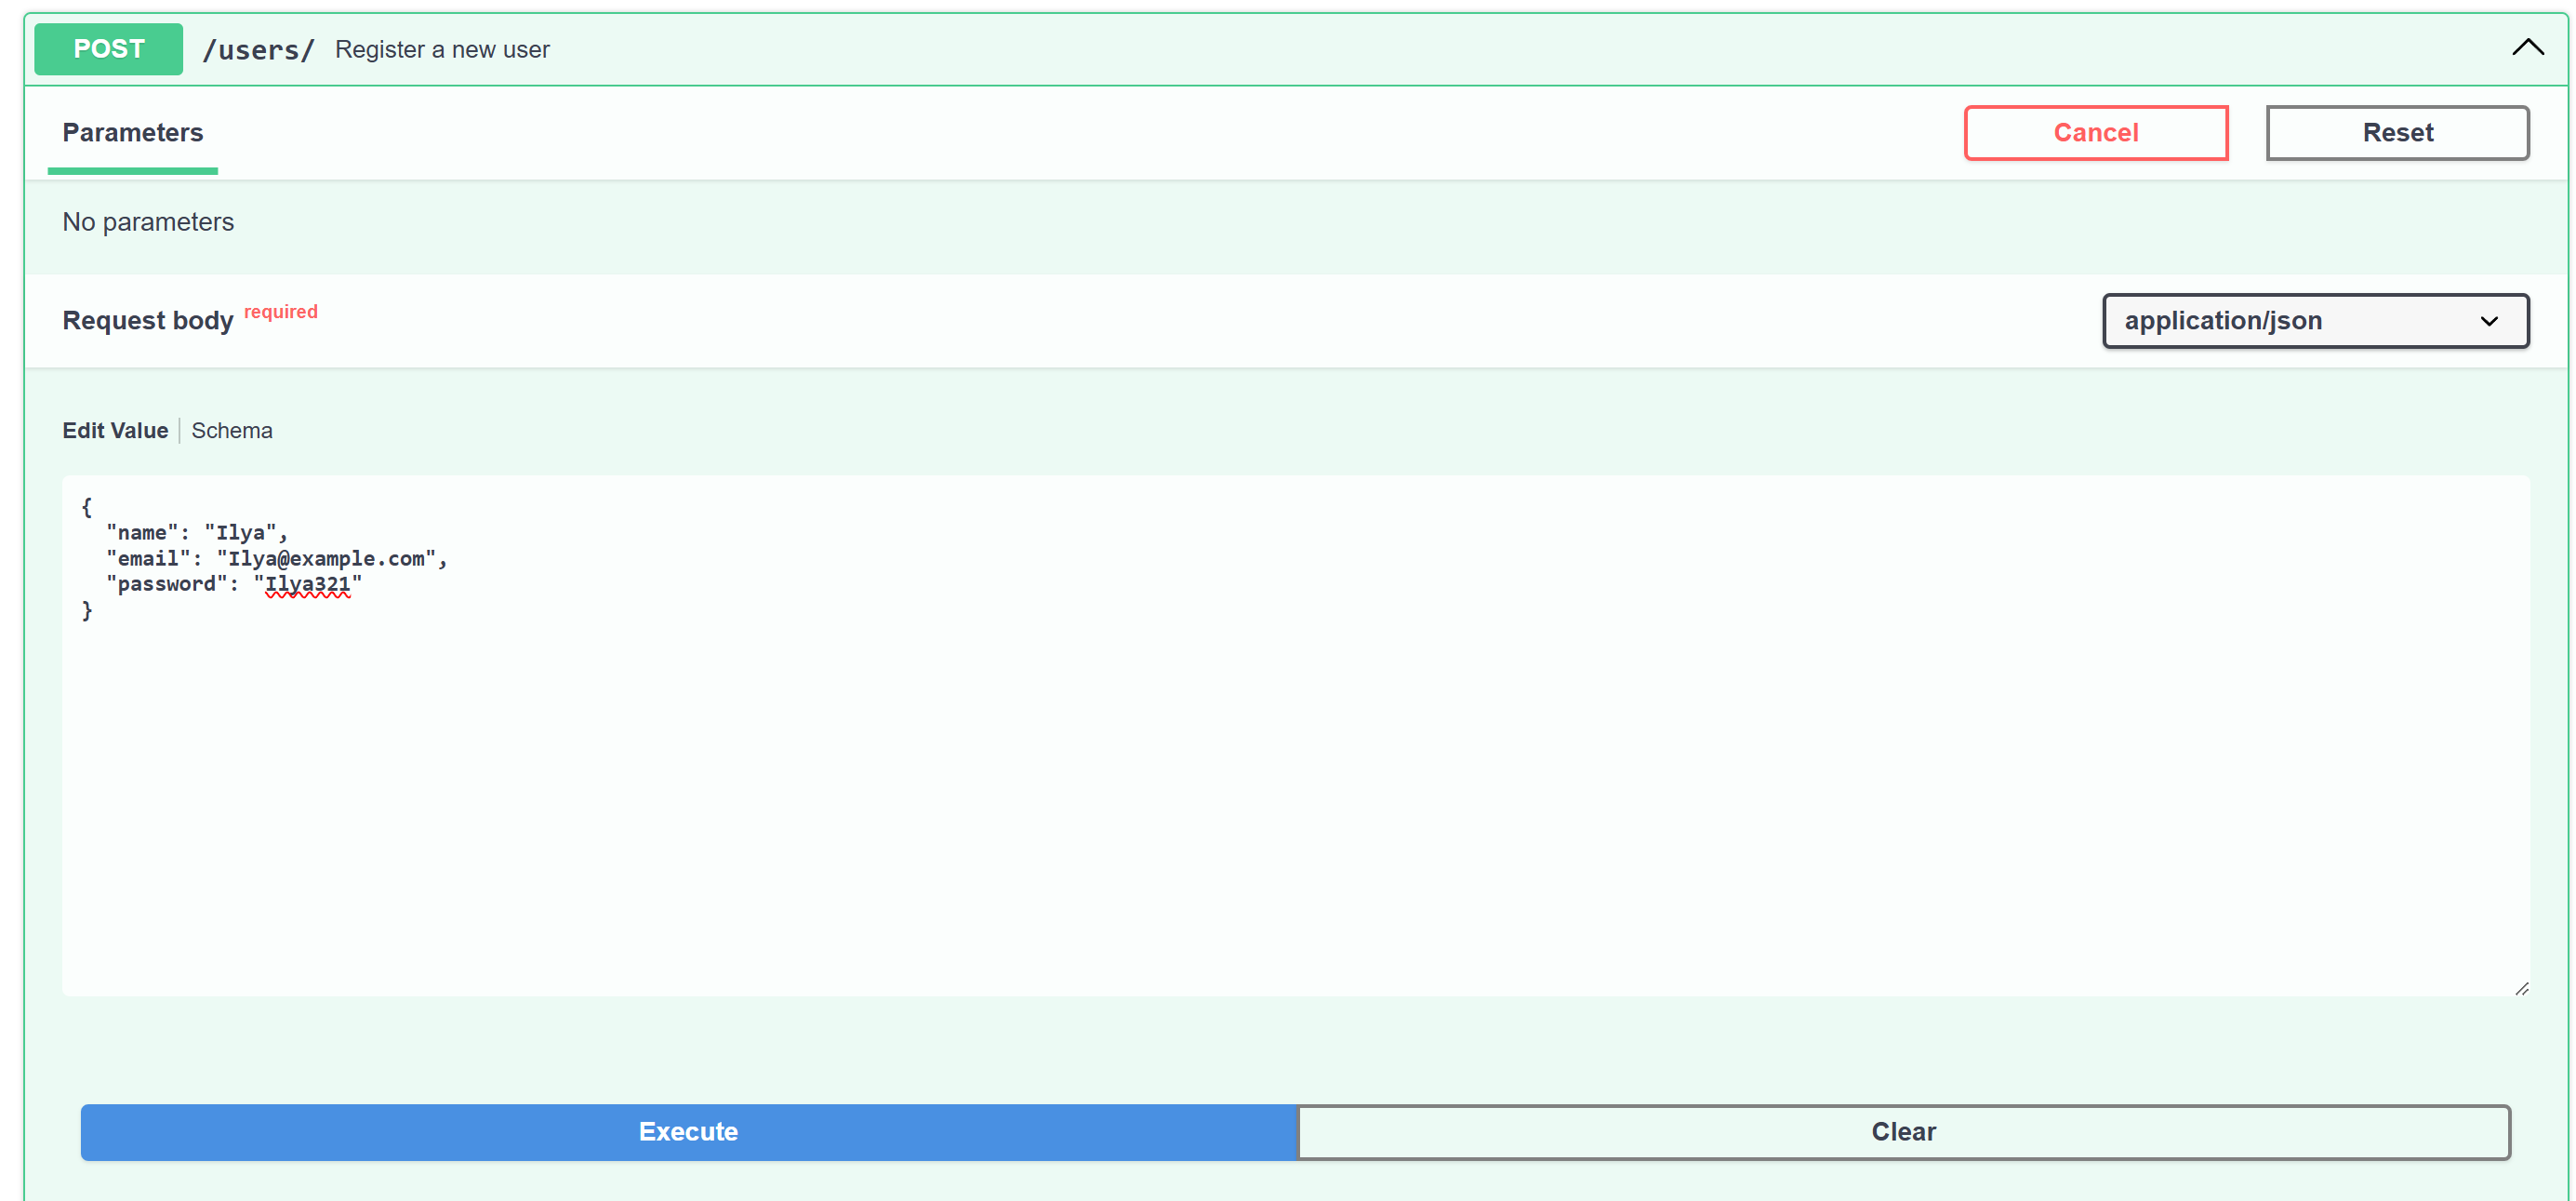 POST /users/ Register a new user
Parameters
Cancel
Reset
No parameters
Request body required
application/json
Edit Value | Schema
{
  "name": "Ilya",
  "email": "Ilya@example.com",
  "password": "Ilya321"
}
Execute
Clear